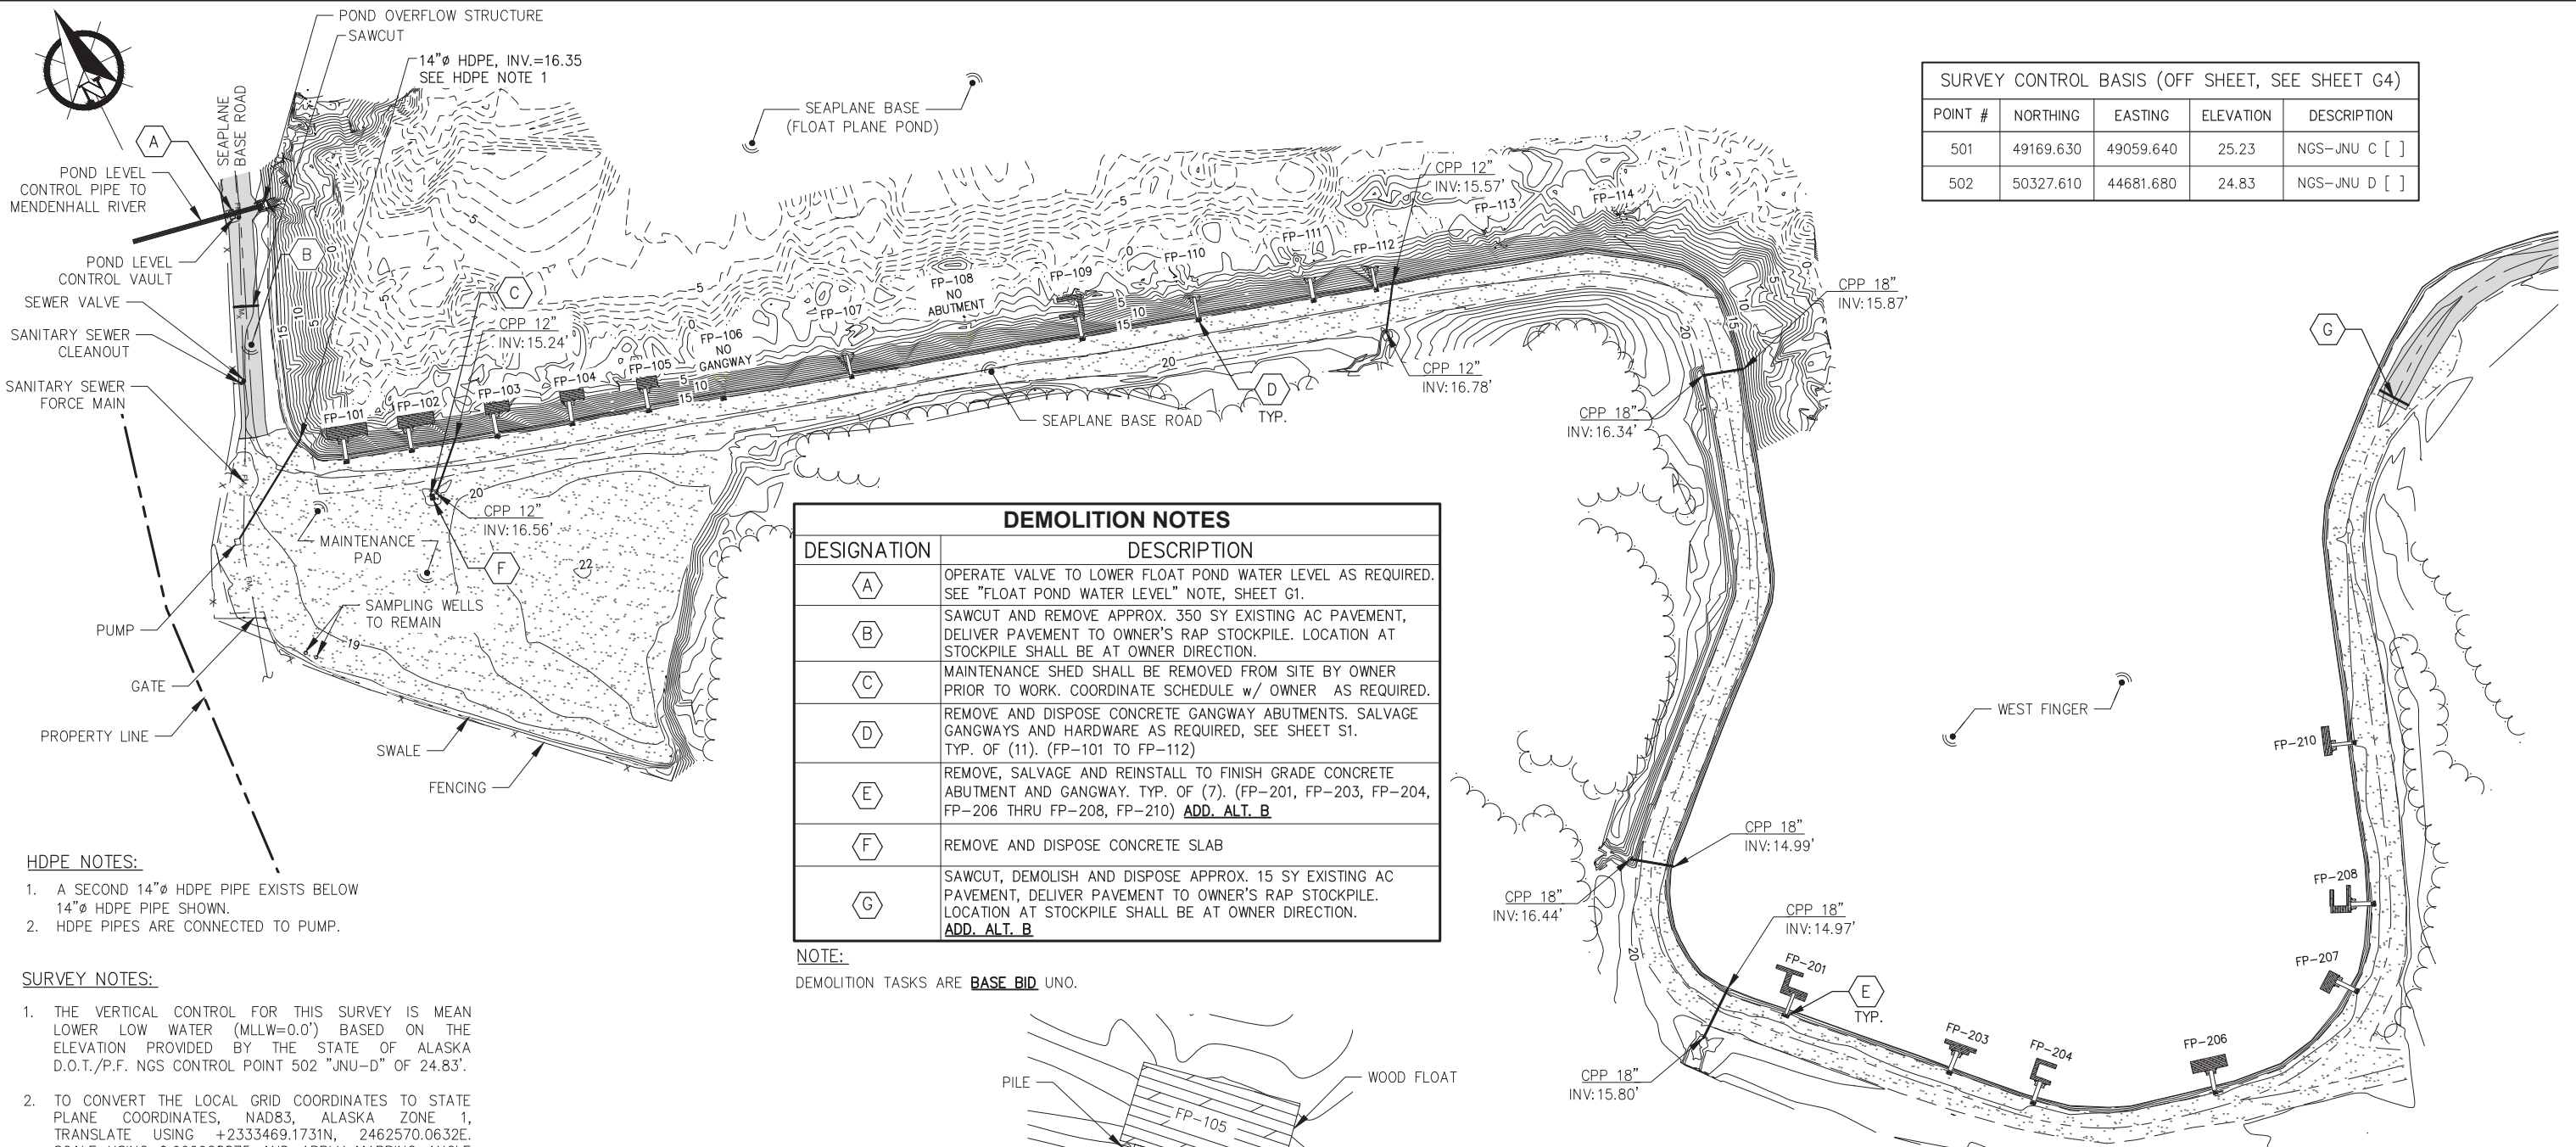 POND OVERFLOW STRUCTURE
SAWCUT
14"ø HDPE, INV.=16.35
SEE HDPE NOTE 1
N
SEAPLANE
BASE ROAD
A
POND LEVEL
CONTROL PIPE TO
MENDENHALL RIVER
B
POND LEVEL
CONTROL VAULT
SEWER VALVE
SANITARY SEWER
CLEANOUT
SANITARY SEWER
FORCE MAIN
SEAPLANE BASE
(FLOAT PLANE POND)
C
CPP 12"
INV:15.24'
FP-101
FP-102
FP-103
FP-104
FP-105
FP-106
NO
GANGWAY
FP-107
FP-108
NO
ABUTMENT
FP-109
FP-110
FP-111
FP-112
FP-113
FP-114
CPP 12"
INV:15.57'
CPP 12"
INV:16.78'
D
TYP.
SEAPLANE BASE ROAD
CPP 12"
INV:16.56'
MAINTENANCE
PAD
F
22
20
19
SAMPLING WELLS
TO REMAIN
PUMP
GATE
PROPERTY LINE
SWALE
FENCING
CPP 18"
INV:15.87'
CPP 18"
INV:16.34'
SURVEY CONTROL BASIS (OFF SHEET, SEE SHEET G4)
POINT # NORTHING EASTING ELEVATION DESCRIPTION
501 49169.630 49059.640 25.23 NGS-JNU C [ ]
502 50327.610 44681.680 24.83 NGS-JNU D [ ]
G
DEMOLITION NOTES
DESIGNATION DESCRIPTION
A
OPERATE VALVE TO LOWER FLOAT POND WATER LEVEL AS REQUIRED.
SEE "FLOAT POND WATER LEVEL" NOTE, SHEET G1.
B
SAWCUT AND REMOVE APPROX. 350 SY EXISTING AC PAVEMENT,
DELIVER PAVEMENT TO OWNER'S RAP STOCKPILE. LOCATION AT
STOCKPILE SHALL BE AT OWNER DIRECTION.
C
MAINTENANCE SHED SHALL BE REMOVED FROM SITE BY OWNER
PRIOR TO WORK. COORDINATE SCHEDULE w/ OWNER AS REQUIRED.
D
REMOVE AND DISPOSE CONCRETE GANGWAY ABUTMENTS. SALVAGE
GANGWAYS AND HARDWARE AS REQUIRED, SEE SHEET S1.
TYP. OF (11). (FP-101 TO FP-112)
E
REMOVE, SALVAGE AND REINSTALL TO FINISH GRADE CONCRETE
ABUTMENT AND GANGWAY. TYP. OF (7). (FP-201, FP-203, FP-204,
FP-206 THRU FP-208, FP-210) ADD. ALT. B
F
REMOVE AND DISPOSE CONCRETE SLAB
G
SAWCUT, DEMOLISH AND DISPOSE APPROX. 15 SY EXISTING AC
PAVEMENT, DELIVER PAVEMENT TO OWNER'S RAP STOCKPILE.
LOCATION AT STOCKPILE SHALL BE AT OWNER DIRECTION.
ADD. ALT. B
NOTE:
DEMOLITION TASKS ARE BASE BID UNO.
HDPE NOTES:
1. A SECOND 14"ø HDPE PIPE EXISTS BELOW
14"ø HDPE PIPE SHOWN.
2. HDPE PIPES ARE CONNECTED TO PUMP.
SURVEY NOTES:
1. THE VERTICAL CONTROL FOR THIS SURVEY IS MEAN
LOWER LOW WATER (MLLW=0.0') BASED ON THE
ELEVATION PROVIDED BY THE STATE OF ALASKA
D.O.T./P.F. NGS CONTROL POINT 502 "JNU-D" OF 24.83'.
2. TO CONVERT THE LOCAL GRID COORDINATES TO STATE
PLANE COORDINATES, NAD83, ALASKA ZONE 1,
TRANSLATE USING +2333469.1731N, 2462570.0632E.
PILE
WOOD FLOAT
FP-105
WEST FINGER
CPP 18"
INV:14.99'
CPP 18"
INV:16.44'
CPP 18"
INV:14.97'
CPP 18"
INV:15.80'
E
TYP.
FP-201
FP-203
FP-204
FP-206
FP-207
FP-208
FP-210